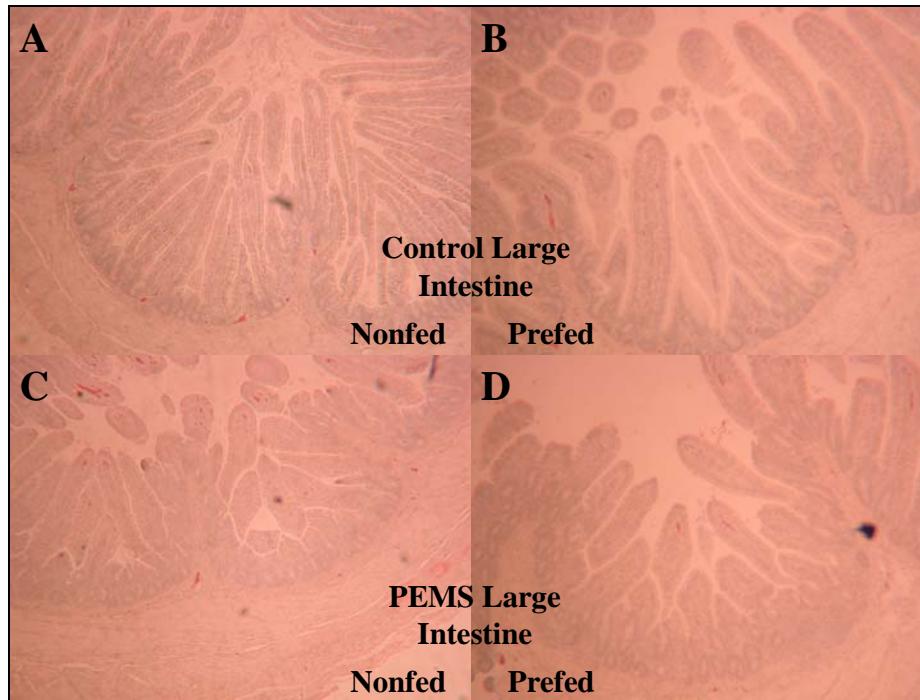 A
B
Control Large
Intestine
Nonfed
Prefed
C
D
PEMS Large
Intestine
Nonfed
Prefed